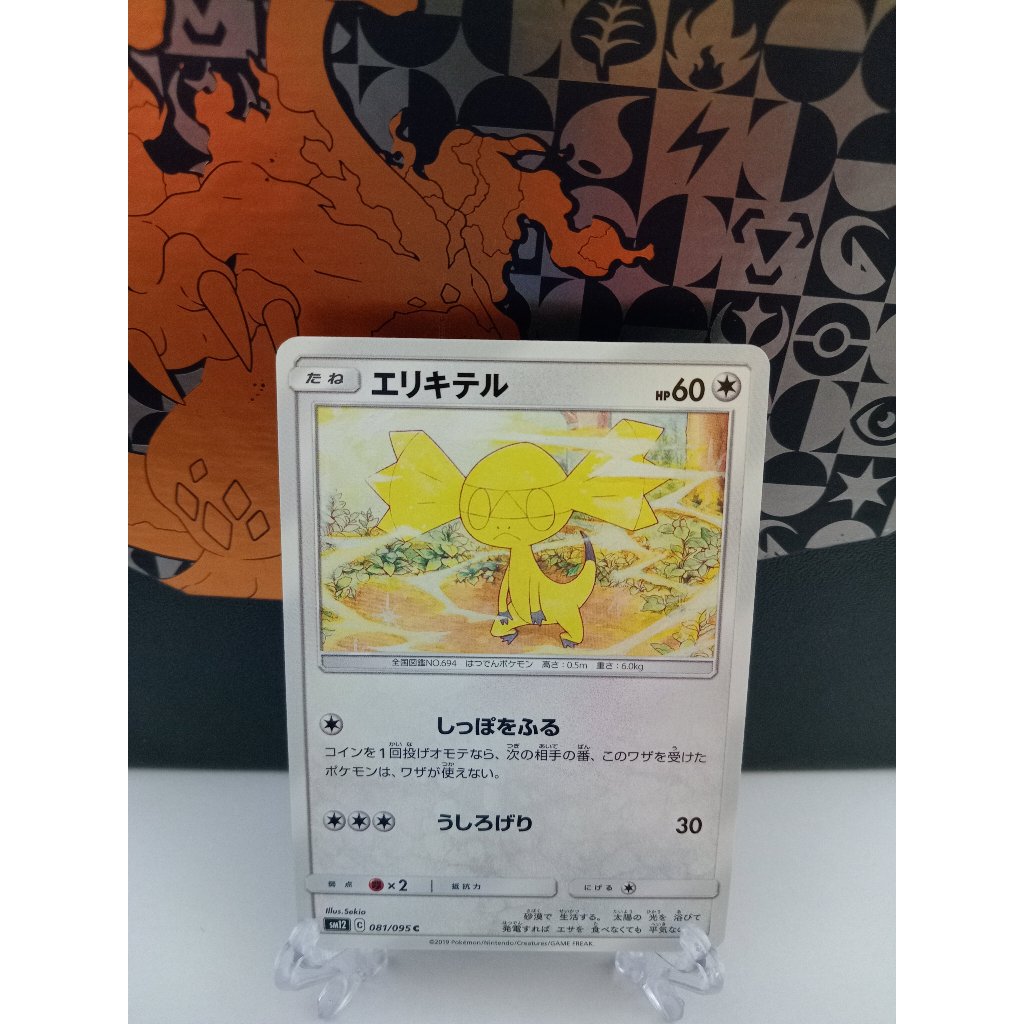 たね エリキテル HP60
全国図鑑NO.694 はつでんポケモン 高さ：0.5m 重さ：6.0kg
しっぽをふる
コインを1回投げオモテなら、次の相手の番、このワザを受けた
ポケモンは、ワザが使えない。
うしろげり 30
弱点 ×2 抵抗力 にげる
Illus.Sekio
砂漠で 生活する。 太陽の 光を 浴びて
発電すれば エサを 食べなくても 平気な
SM12 C 081/095 C
©2019 Pokémon/Nintendo/Creatures/GAME FREAK.